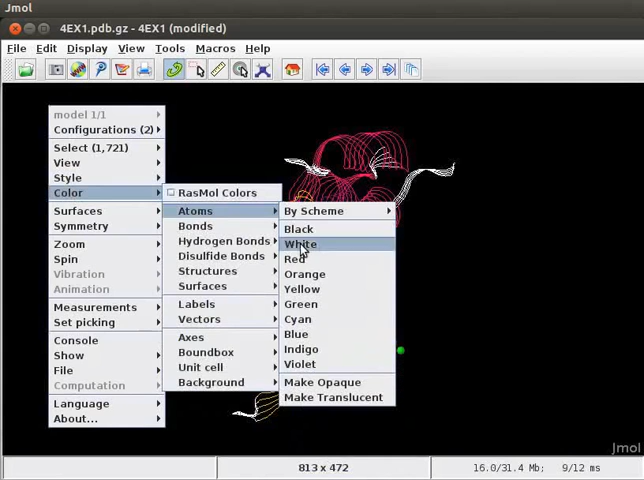 Jmol
4EX1.pdb.gz - 4EX1 (modified)
File Edit Display View Tools Macros Help
model 1/1
Configurations (2)
Select (1,721)
View
Style
Color
Surfaces
Symmetry
Zoom
Spin
Vibration
Animation
Measurements
Set picking
Console
Show
File
Computation
Language
About...
RasMol Colors
Atoms
Bonds
Hydrogen Bonds
Disulfide Bonds
Structures
Surfaces
Labels
Vectors
Axes
Boundbox
Unit cell
Background
By Scheme
Black
White
Red
Orange
Yellow
Green
Cyan
Blue
Indigo
Violet
Make Opaque
Make Translucent
Jmol
813 x 472
16.0/31.4 Mb; 9/12 ms